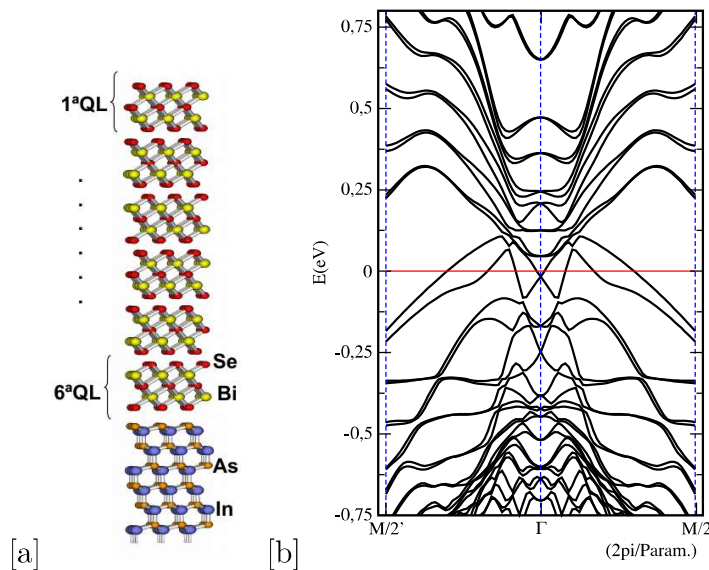 1ªQL
6ªQL
Se
Bi
As
In
[a]
[b]
E(eV)
0,75
0,5
0,25
0
-0,25
-0,5
-0,75
M/2'
Γ
M/2
(2pi/Param.)